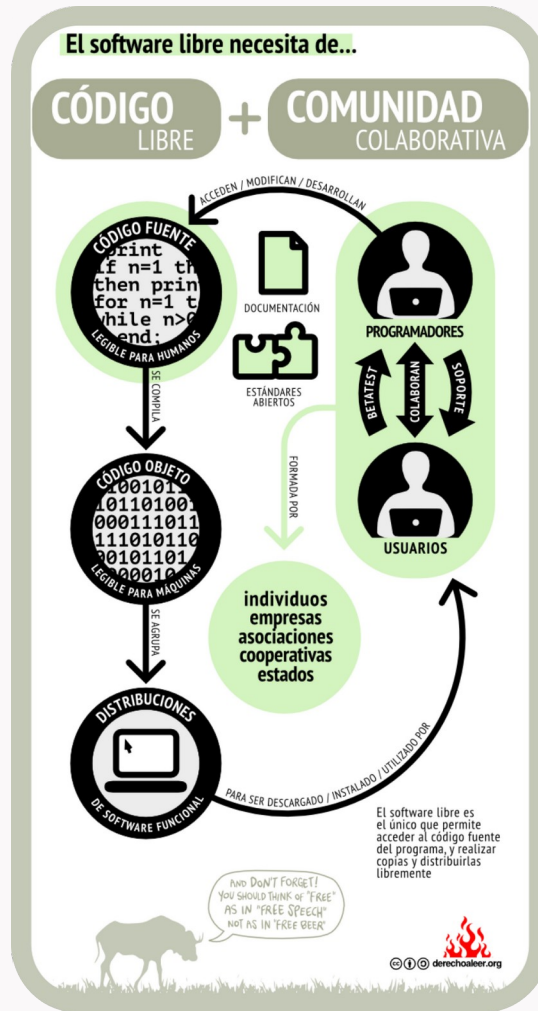 El software libre necesita de...
CÓDIGO
LIBRE
+
COMUNIDAD
COLABORATIVA
ACCEDEN / MODIFICAN / DESARROLLAN
CÓDIGO FUENTE
print
if n=1 th
then prin
for n=1 t
while n>0
end;
LEGIBLE PARA HUMANOS
DOCUMENTACIÓN
ESTÁNDARES
ABIERTOS
PROGRAMADORES
BETATEST
COLABORAN
SOPORTE
USUARIOS
SE COMPILA
FORMADA POR
CÓDIGO OBJETO
10110100
000111011
111010110
00101101
LEGIBLE PARA MÁQUINAS
individuos
empresas
asociaciones
cooperativas
estados
SE AGRUPA
DISTRIBUCIONES
DE SOFTWARE FUNCIONAL
PARA SER DESCARGADO / INSTALADO / UTILIZADO POR
El software libre es
el único que permite
acceder al código fuente
del programa, y realizar
copias y distribuirlas
libremente
AND DON'T FORGET!
YOU SHOULD THINK OF "FREE"
AS IN "FREE SPEECH"
NOT AS IN "FREE BEER"
derechoaleer.org